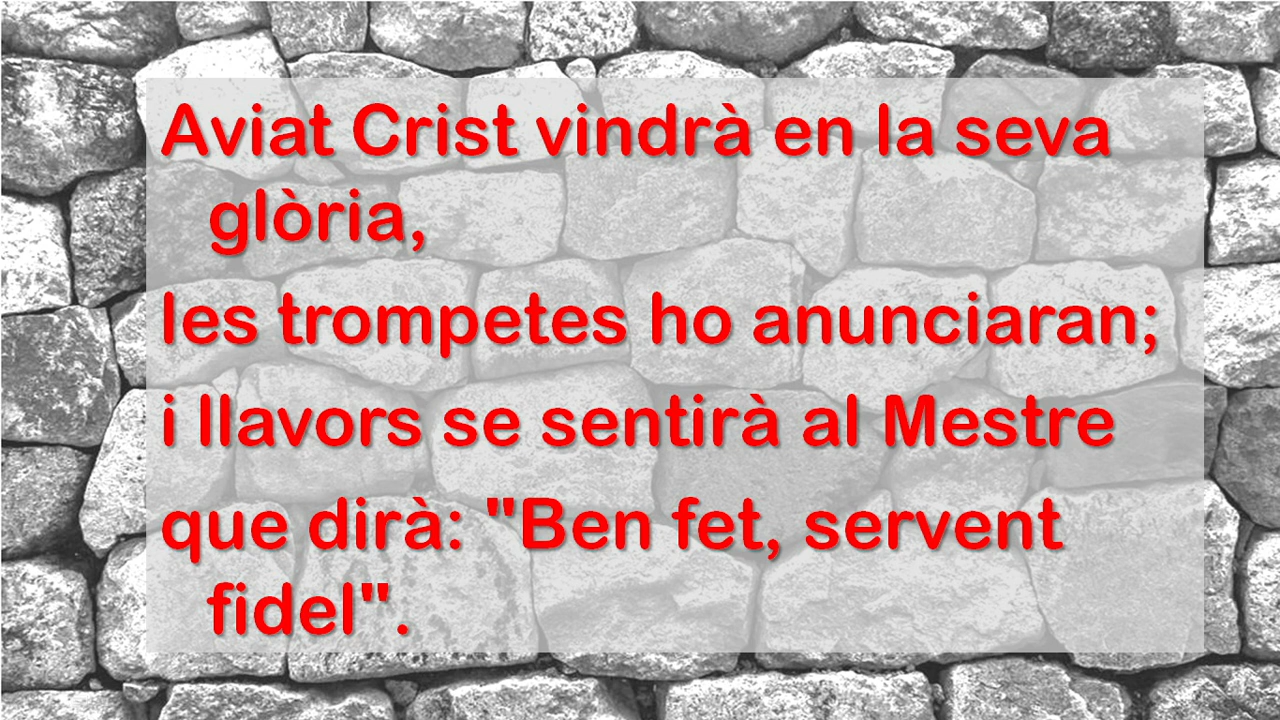 Aviat Crist vindrà en la seva
glòria,
les trompetes ho anunciaran;
i llavors se sentirà al Mestre
que dirà: "Ben fet, servent
fidel".